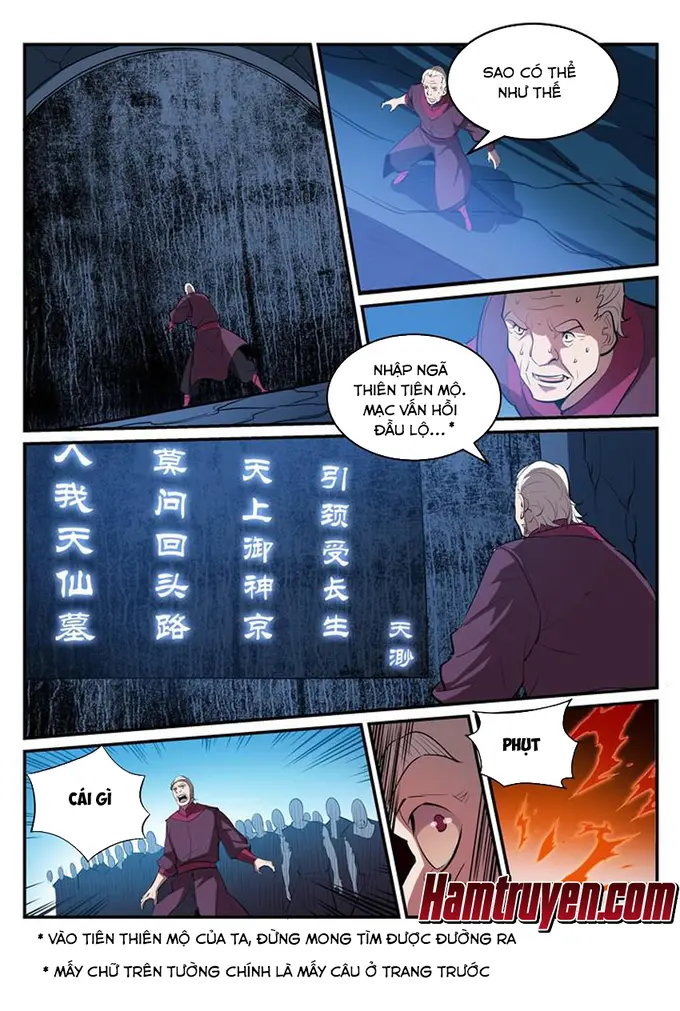 SAO CÓ THỂ
NHƯ THẾ
NHẬP NGÃ
THIÊN TIÊN MỘ.
MẠC VẤN HỒI
ĐẦU LỘ... *
入我天仙墓
莫问回头路
天上御神京
引颈受长生
天渺
CÁI GÌ
PHỤT
Hamtruyen.com
* VÀO TIÊN THIÊN MỘ CỦA TA, ĐỪNG MONG TÌM ĐƯỢC ĐƯỜNG RA
* MẤY CHỮ TRÊN TƯỜNG CHÍNH LÀ MẤY CÂU Ở TRANG TRƯỚC